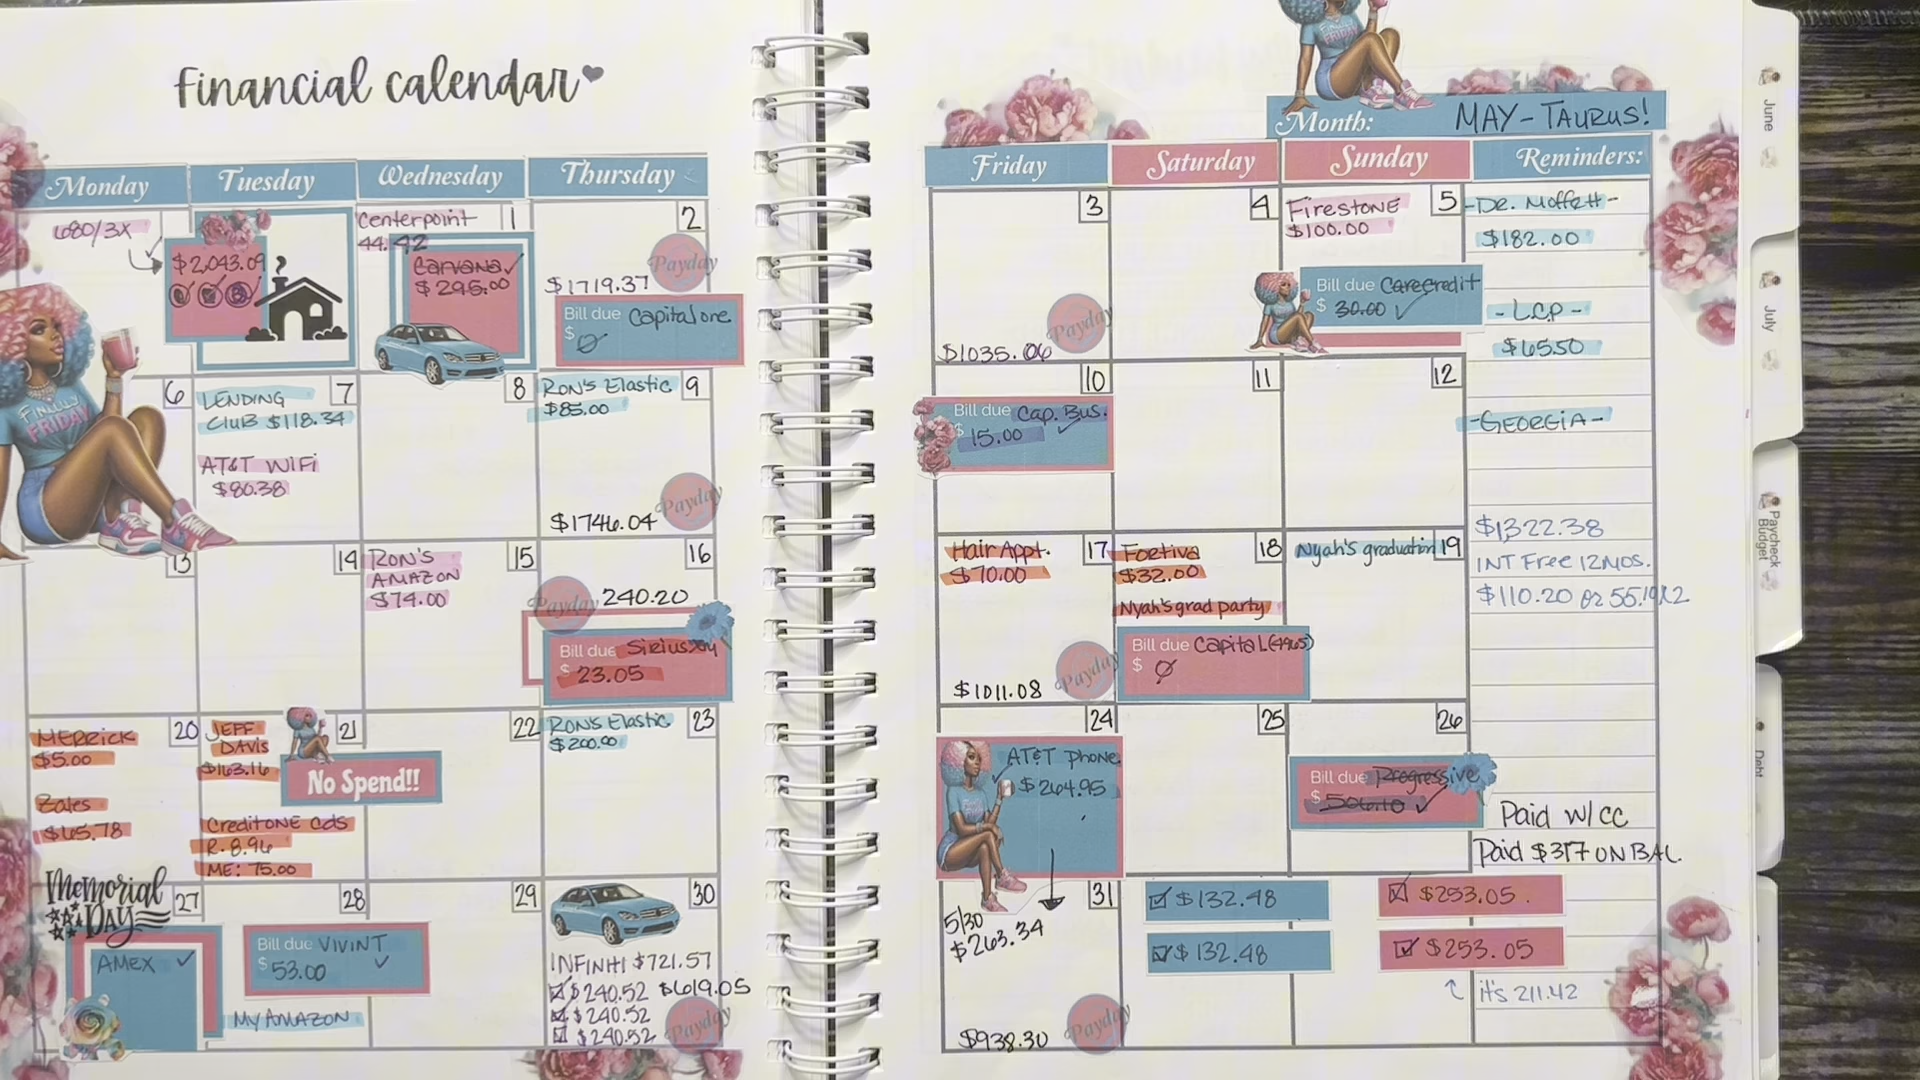 Financial calendar
Month: MAY - TAURUS!
Monday
Tuesday
Wednesday
Thursday
Friday
Saturday
Sunday
Reminders:
680/3X
$2,043.09
Centerpoint 1
44.42
Carvana
$295.00
2
Payday
$1719.37
Bill due Capital one
$ 0
3
Payday
$1035.06
4
Firestone 5
$100.00
Bill due Carecredit
$ 30.00
-Dr. Moffett-
$182.00
- L.C.P -
$65.50
-GEORGIA-
6
LENDING 7
CLUB $118.34
AT&T WiFi
$80.38
8
RON'S Elastic 9
$85.00
Payday
$1746.04
10
Bill due Cap. Bus.
$ 15.00
11
12
13
14
RON'S 15
AMAZON
$74.00
16
Payday 240.20
Bill due SiriusXM
$ 23.05
Hair Appt. 17
$70.00
Payday
$1011.08
Fortiva 18
$32.00
Nyah's grad party
Bill due Capital (4965)
$ 0
Nyah's graduation 19
$1,322.38
INT Free 12MOS.
$110.20 or
MERRICK 20
$5.00
Zales
$65.78
JEFF 21
DAVIS
$163.16
No Spend!!
CreditONE Cds
R. 8.96
ME: 75.00
22
RON'S Elastic 23
$200.00
24
AT&T Phone
$264.95
25
26
Bill due Progressive
$ 506.10
Paid w/ CC
Paid $317 ON BAL.
Memorial
DAY
27
AMEX
28
Bill due VIVINT
$ 53.00
MY AMAZON
29
30
INFINITI $721.57
$240.52 $619.05
$240.52
$240.52
Payday
31
5/30
$263.34
Payday
$938.30
$132.48
$132.48
$253.05
$253.05
it's 211.42
June
July
Paycheck
Budget
Debt